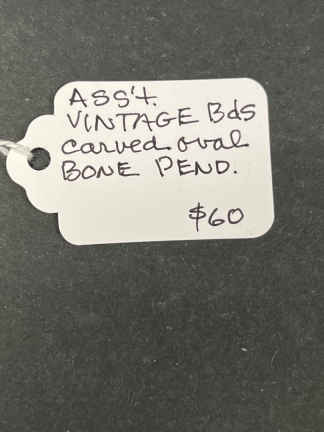 ASS't.
VINTAGE Bds
carved oval
BONE PEND.
$60